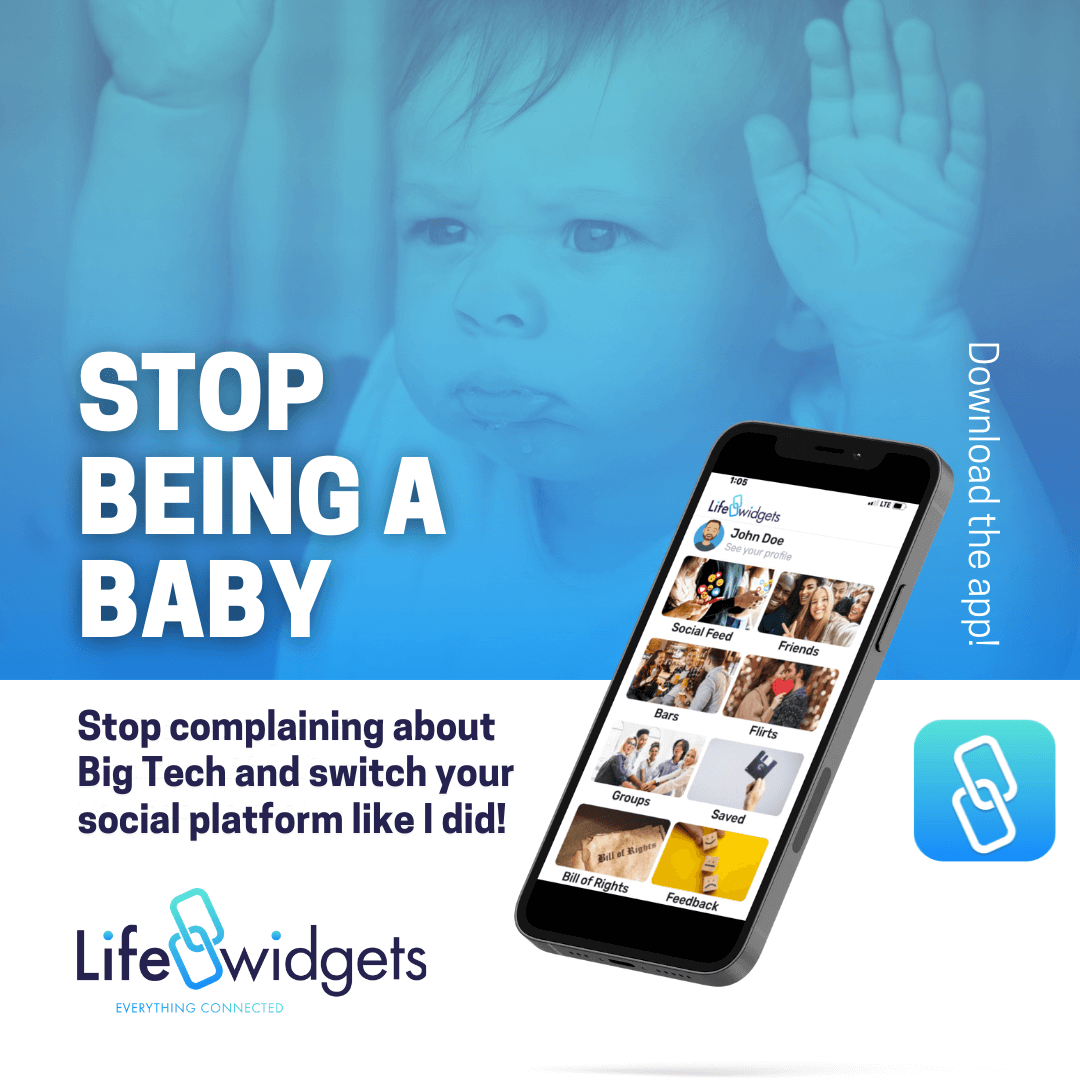 STOP
BEING A
BABY
Download the app!
1:05
LTE
Lifewidgets
John Doe
See your profile
Social Feed
Friends
Bars
Flirts
Groups
Saved
Bill of Rights
Bill of Rights
Feedback
Stop complaining about
Big Tech and switch your
social platform like I did!
Lifewidgets
EVERYTHING CONNECTED